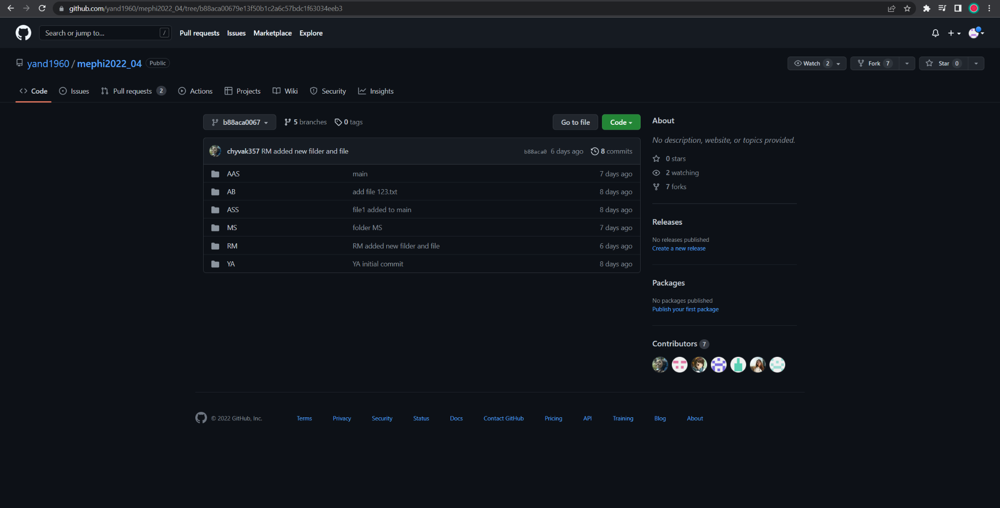 github.com/yand1960/mephi2022_04/tree/b88aca00679e13f50b1c2a6c57bdc1f63034eeb3
Search or jump to... /
Pull requests Issues Marketplace Explore
yand1960 / mephi2022_04 Public
Watch 2 Fork 7 Star 0
Code Issues Pull requests 2 Actions Projects Wiki Security Insights
b88aca0067 5 branches 0 tags Go to file Code
chyvak357 RM added new filder and file b88aca0 6 days ago 8 commits
AAS main 7 days ago
AB add file 123.txt 8 days ago
ASS file1 added to main 8 days ago
MS folder MS 7 days ago
RM RM added new filder and file 6 days ago
YA YA initial commit 8 days ago
About
No description, website, or topics provided.
0 stars
2 watching
7 forks
Releases
No releases published
Create a new release
Packages
No packages published
Publish your first package
Contributors 7
© 2022 GitHub, Inc. Terms Privacy Security Status Docs Contact GitHub Pricing API Training Blog About